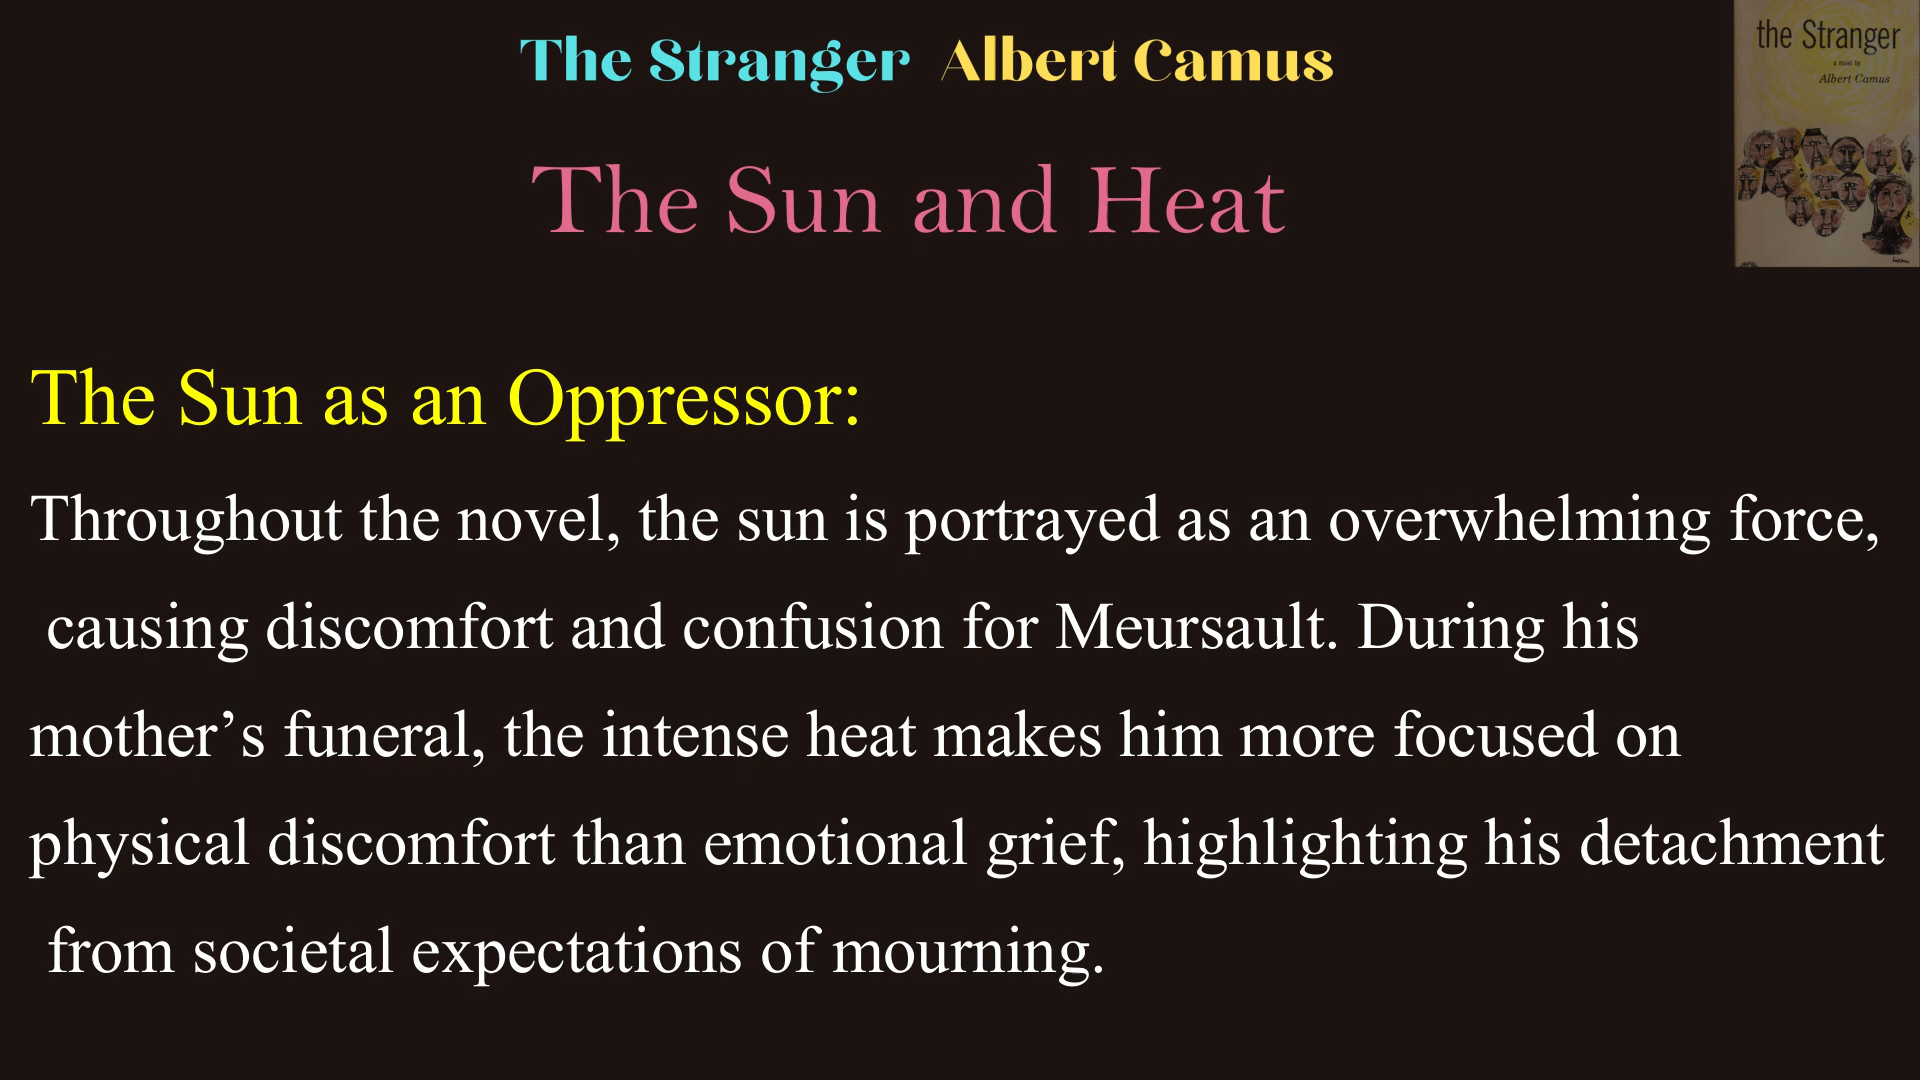 The Stranger Albert Camus
the Stranger
a novel by
Albert Camus
The Sun and Heat
The Sun as an Oppressor:
Throughout the novel, the sun is portrayed as an overwhelming force,
causing discomfort and confusion for Meursault. During his
mother’s funeral, the intense heat makes him more focused on
physical discomfort than emotional grief, highlighting his detachment
from societal expectations of mourning.